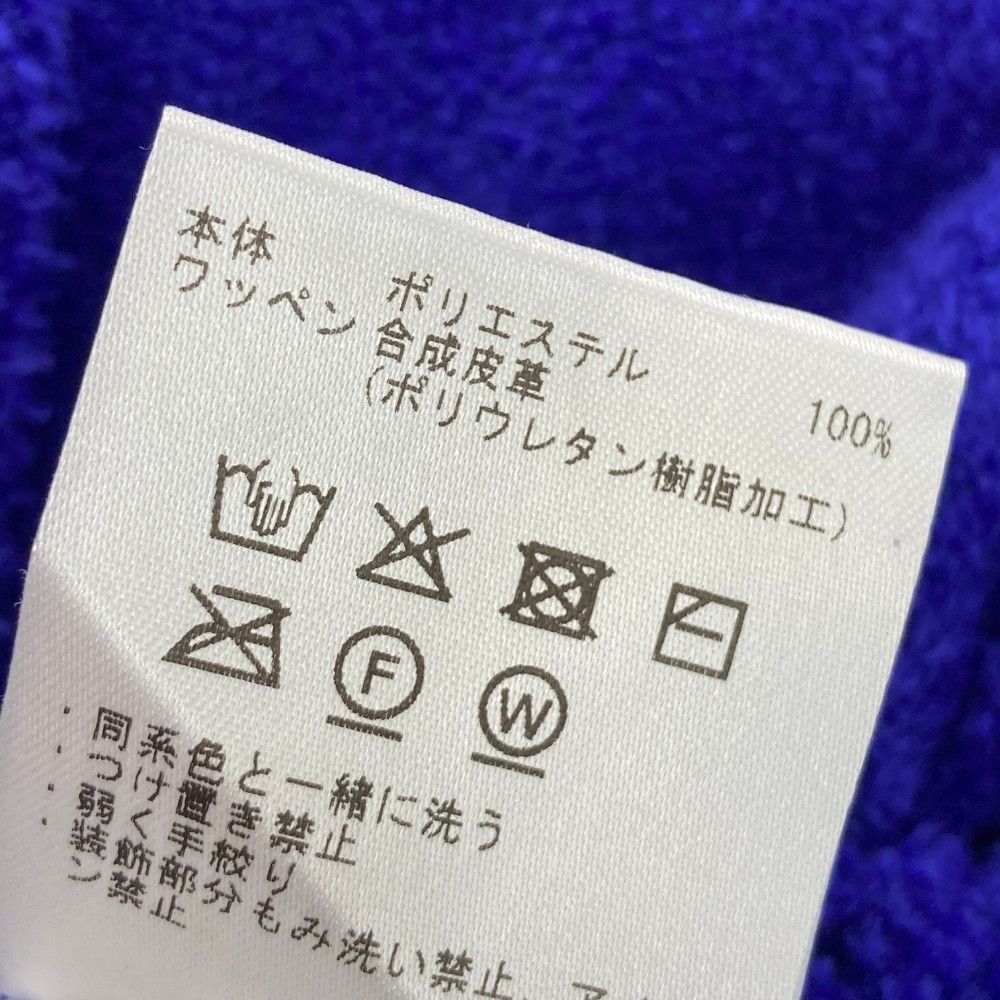 本体 ポリエステル 100%
ワッペン 合成皮革
(ポリウレタン樹脂加工)
F
W
・同系色と一緒に洗う
・つけ置き禁止
・弱く手絞り
・装飾部分もみ洗い禁止、ア
ン禁止